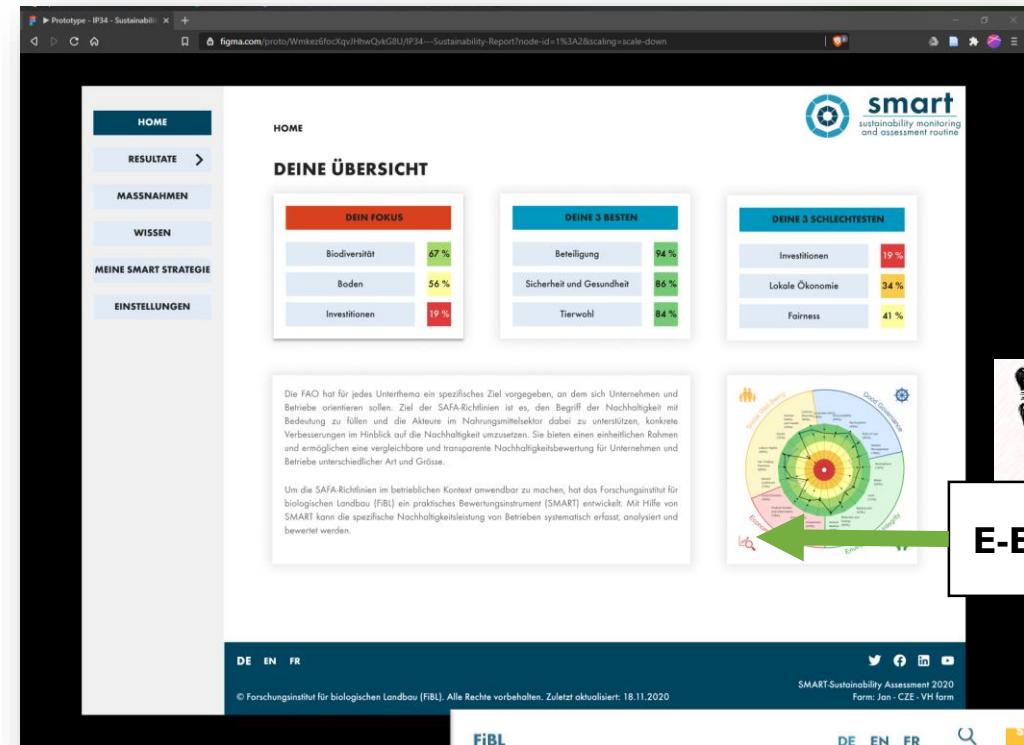 Prototype - IP34 - Sustainabili
figma.com/proto/Wmkez6focXqvJHhwQvkG8U/IP34---Sustainability-Report?node-id=1%3A2&scaling=scale-down
HOME
RESULTATE
MASSNAHMEN
WISSEN
MEINE SMART STRATEGIE
EINSTELLUNGEN
smart
sustainability monitoring
and assessment routine
HOME
DEINE ÜBERSICHT
DEIN FOKUS
Biodiversität 67 %
Boden 56 %
Investitionen 19 %
DEINE 3 BESTEN
Beteiligung 94 %
Sicherheit und Gesundheit 86 %
Tierwohl 84 %
DEINE 3 SCHLECHTESTEN
Investitionen 19 %
Lokale Ökonomie 34 %
Fairness 41 %
Die FAO hat für jedes Unterthema ein spezifisches Ziel vorgegeben, an dem sich Unternehmen und
Betriebe orientieren sollen. Ziel der SAFA-Richtlinien ist es, den Begriff der Nachhaltigkeit mit
Bedeutung zu füllen und die Akteure im Nahrungsmittelsektor dabei zu unterstützen, konkrete
Verbesserungen im Hinblick auf die Nachhaltigkeit umzusetzen. Sie bieten einen einheitlichen Rahmen
und ermöglichen eine vergleichbare und transparente Nachhaltigkeitsbewertung für Unternehmen und
Betriebe unterschiedlicher Art und Grösse.
Um die SAFA-Richtlinien im betrieblichen Kontext anwendbar zu machen, hat das Forschungsinstitut für
biologischen Landbau (FiBL) ein praktisches Bewertungsinstrument (SMART) entwickelt. Mit Hilfe von
SMART kann die spezifische Nachhaltigkeitsleistung von Betrieben systematisch erfasst, analysiert und
bewertet werden.
Good Governance
E-B
DE EN FR
© Forschungsinstitut für biologischen Landbau (FiBL). Alle Rechte vorbehalten. Zuletzt aktualisiert: 18.11.2020
SMART-Sustainability Assessment 2020
Farm: Jan - CZE - VH farm
FiBL
DE EN FR